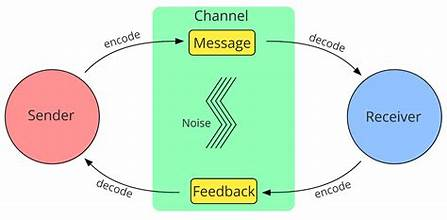 Channel
encode
Message
decode
Sender
Noise
Receiver
decode
Feedback
encode